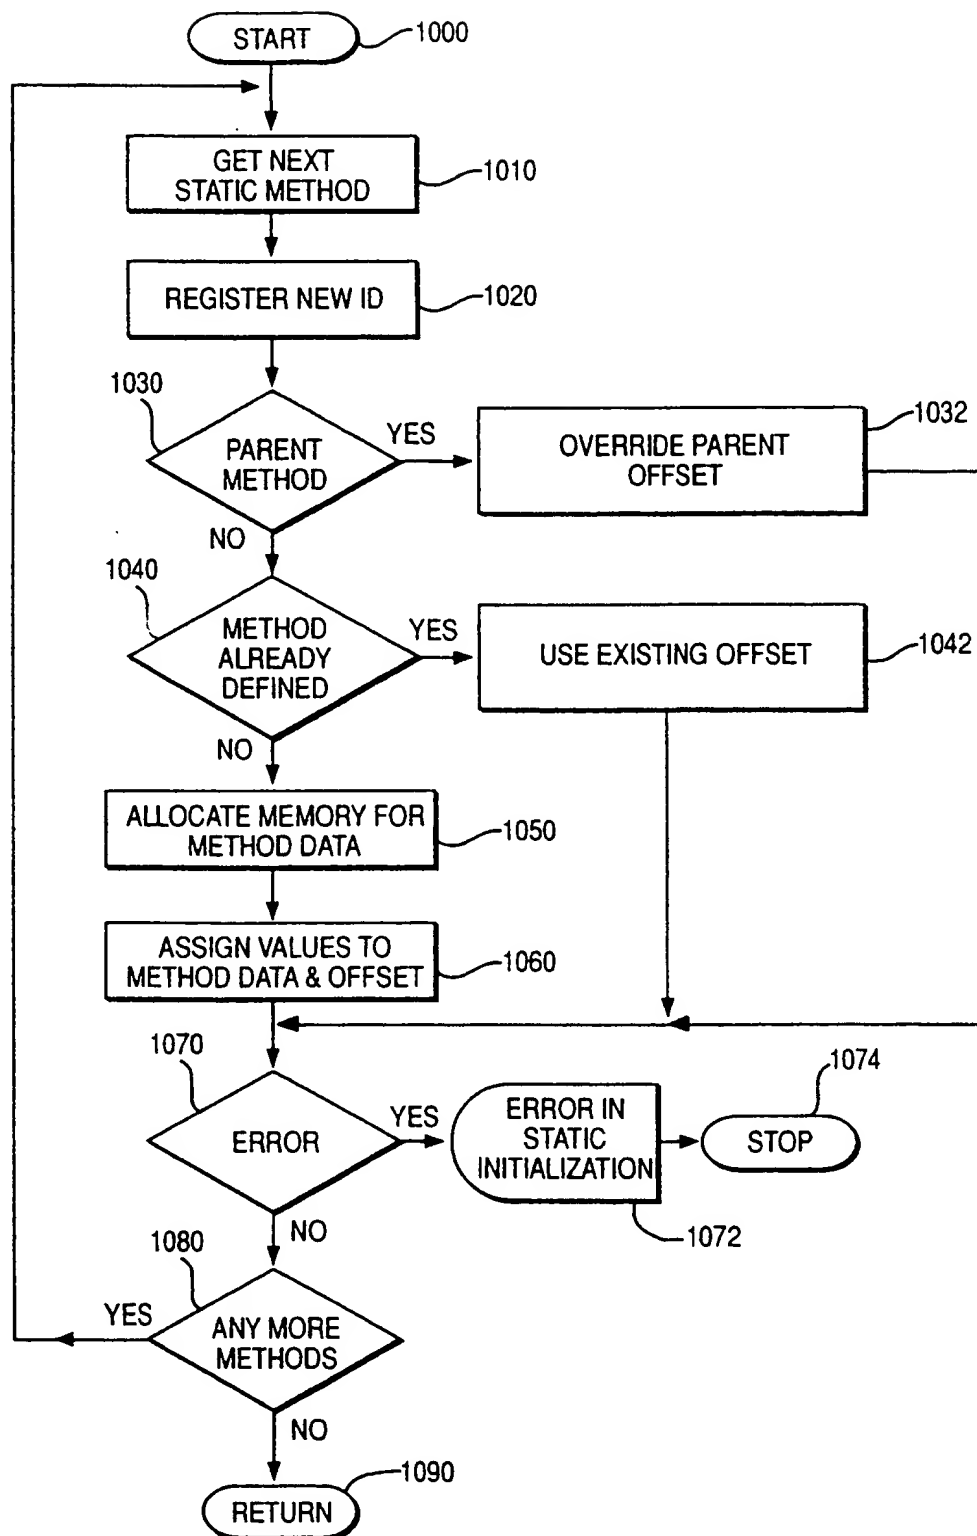 START
1000
GET NEXT
STATIC METHOD
1010
REGISTER NEW ID
1020
1030
PARENT
METHOD
YES
OVERRIDE PARENT
OFFSET
1032
NO
1040
METHOD
ALREADY
DEFINED
YES
USE EXISTING OFFSET
1042
NO
ALLOCATE MEMORY FOR
METHOD DATA
1050
ASSIGN VALUES TO
METHOD DATA & OFFSET
1060
1070
ERROR
YES
ERROR IN
STATIC
INITIALIZATION
1072
STOP
1074
NO
1080
YES
ANY MORE
METHODS
NO
RETURN
1090